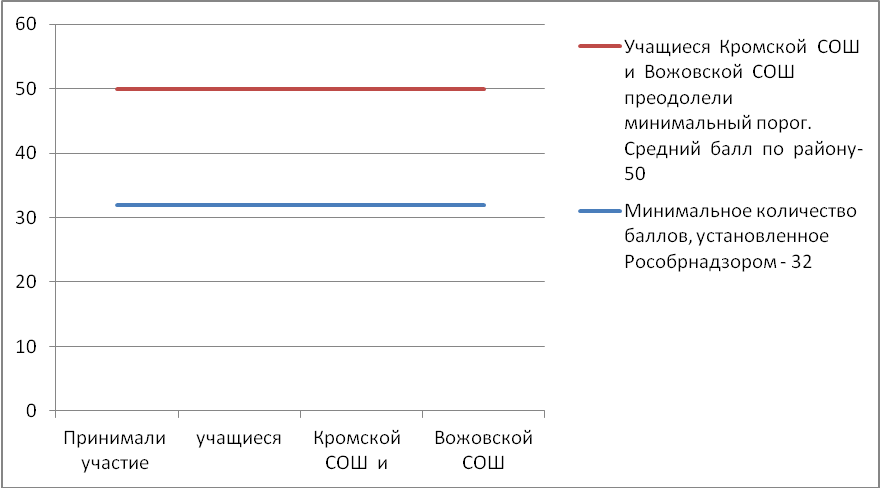 60
50
40
30
20
10
0
Принимали
участие
учащиеся
Кромской
СОШ и
Вожовской
СОШ
Учащиеся Кромской СОШ
и Вожовской СОШ
преодолели
минимальный порог.
Средний балл по району-
50
Минимальное количество
баллов, установленное
Рособрнадзором - 32